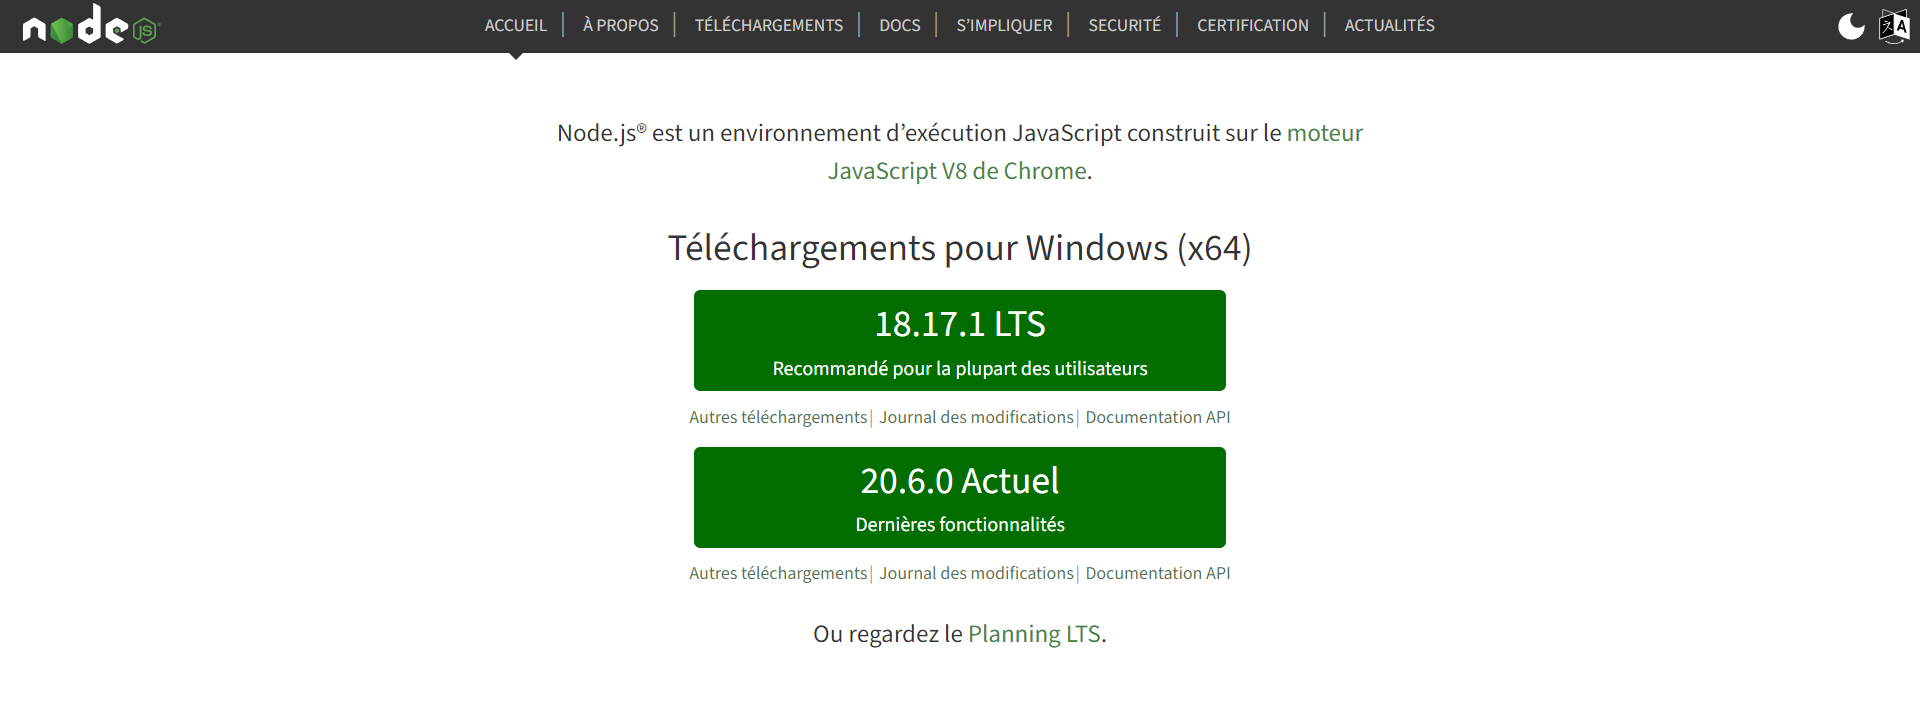 node JS
ACCUEIL | À PROPOS | TÉLÉCHARGEMENTS | DOCS | S’IMPLIQUER | SECURITÉ | CERTIFICATION | ACTUALITÉS
Node.js® est un environnement d’exécution JavaScript construit sur le moteur
JavaScript V8 de Chrome.
Téléchargements pour Windows (x64)
18.17.1 LTS
Recommandé pour la plupart des utilisateurs
Autres téléchargements| Journal des modifications| Documentation API
20.6.0 Actuel
Dernières fonctionnalités
Autres téléchargements| Journal des modifications| Documentation API
Ou regardez le Planning LTS.